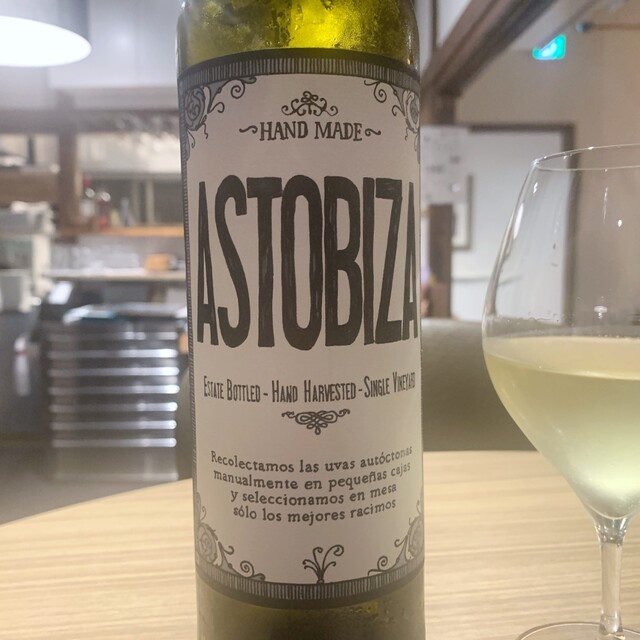 HAND MADE
ASTOBIZA
ESTATE BOTTLED - HAND HARVESTED - SINGLE VINEYARD
Recolectamos las uvas autóctonas
manualmente en pequeñas cajas
y seleccionamos en mesa
sólo los mejores racimos